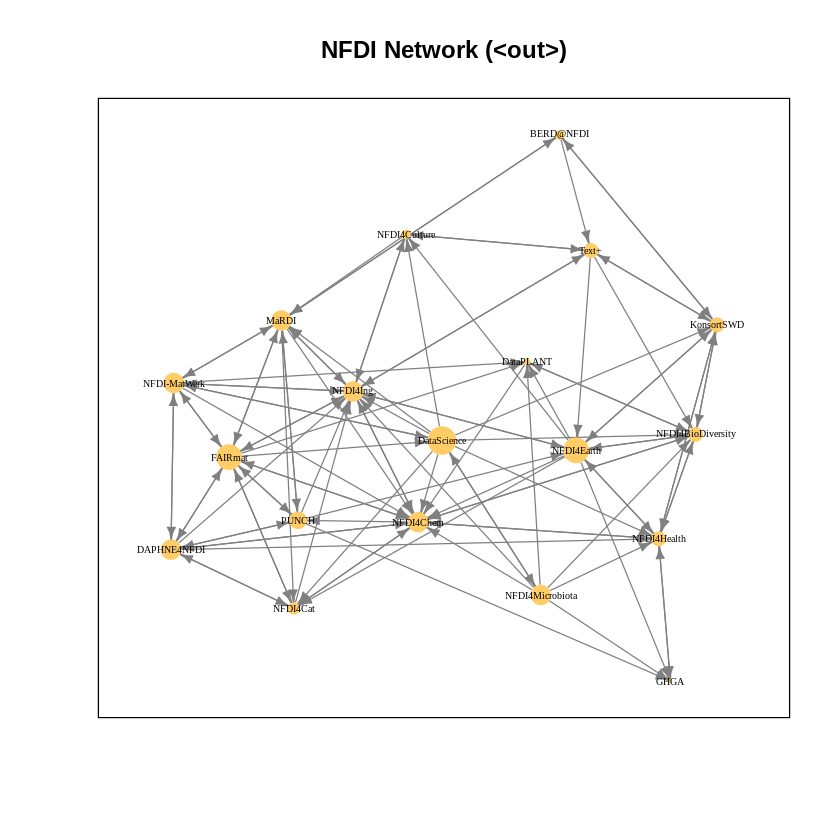 NFDI Network (<out>)
BERD@NFDI
NFDI4Culture
Text+
MaRDI
KonsortSWD
DataPLANT
NFDI-MatWerk
NFDI4Ing
NFDI4BioDiversity
DataScience
NFDI4Earth
FAIRmat
PUNCH
NFDI4Chem
NFDI4Health
DAPHNE4NFDI
NFDI4Microbiota
NFDI4Cat
GHGA